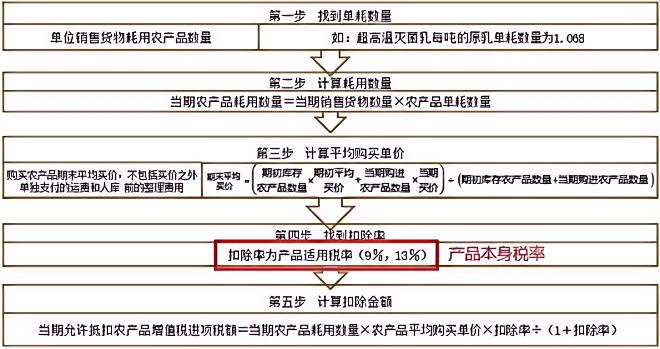 第一步 找到单耗数量
单位销售货物耗用农产品数量
如：超高温灭菌乳每吨的原乳单耗数量为1.068
第二步 计算耗用数量
当期农产品耗用数量＝当期销售货物数量×农产品单耗数量
第三步 计算平均购买单价
购买农产品期末平均买价，不包括买价之外
单独支付的运费和入库 前的整理费用
期末平均买价＝（期初库存农产品数量×期初平均买价＋当期购进农产品数量×当期买价）÷（期初库存农产品数量+当期购进农产品数量）
第四步 找到扣除率
扣除率为产品适用税率（9%，13%）
产品本身税率
第五步 计算扣除金额
当期允许抵扣农产品增值税进项税额＝当期农产品耗用数量×农产品平均购买单价×扣除率÷（1＋扣除率）